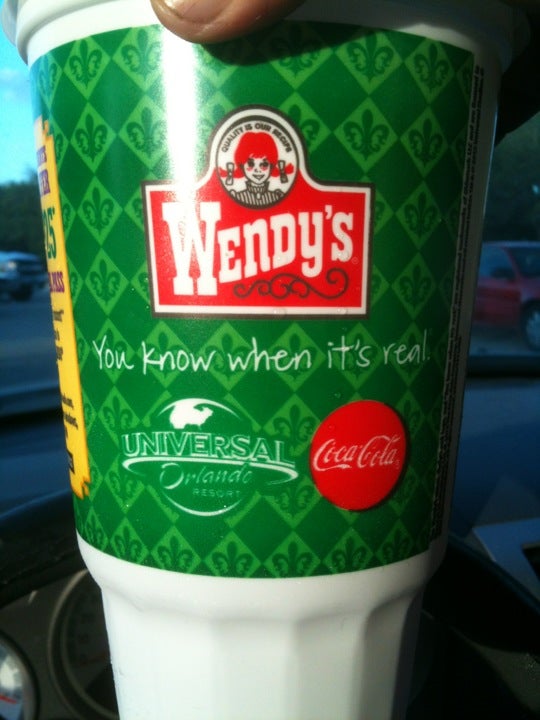 QUALITY IS OUR RECIPE
WENDY'S
You know when it's real.
UNIVERSAL
Orlando
RESORT
Coca-Cola